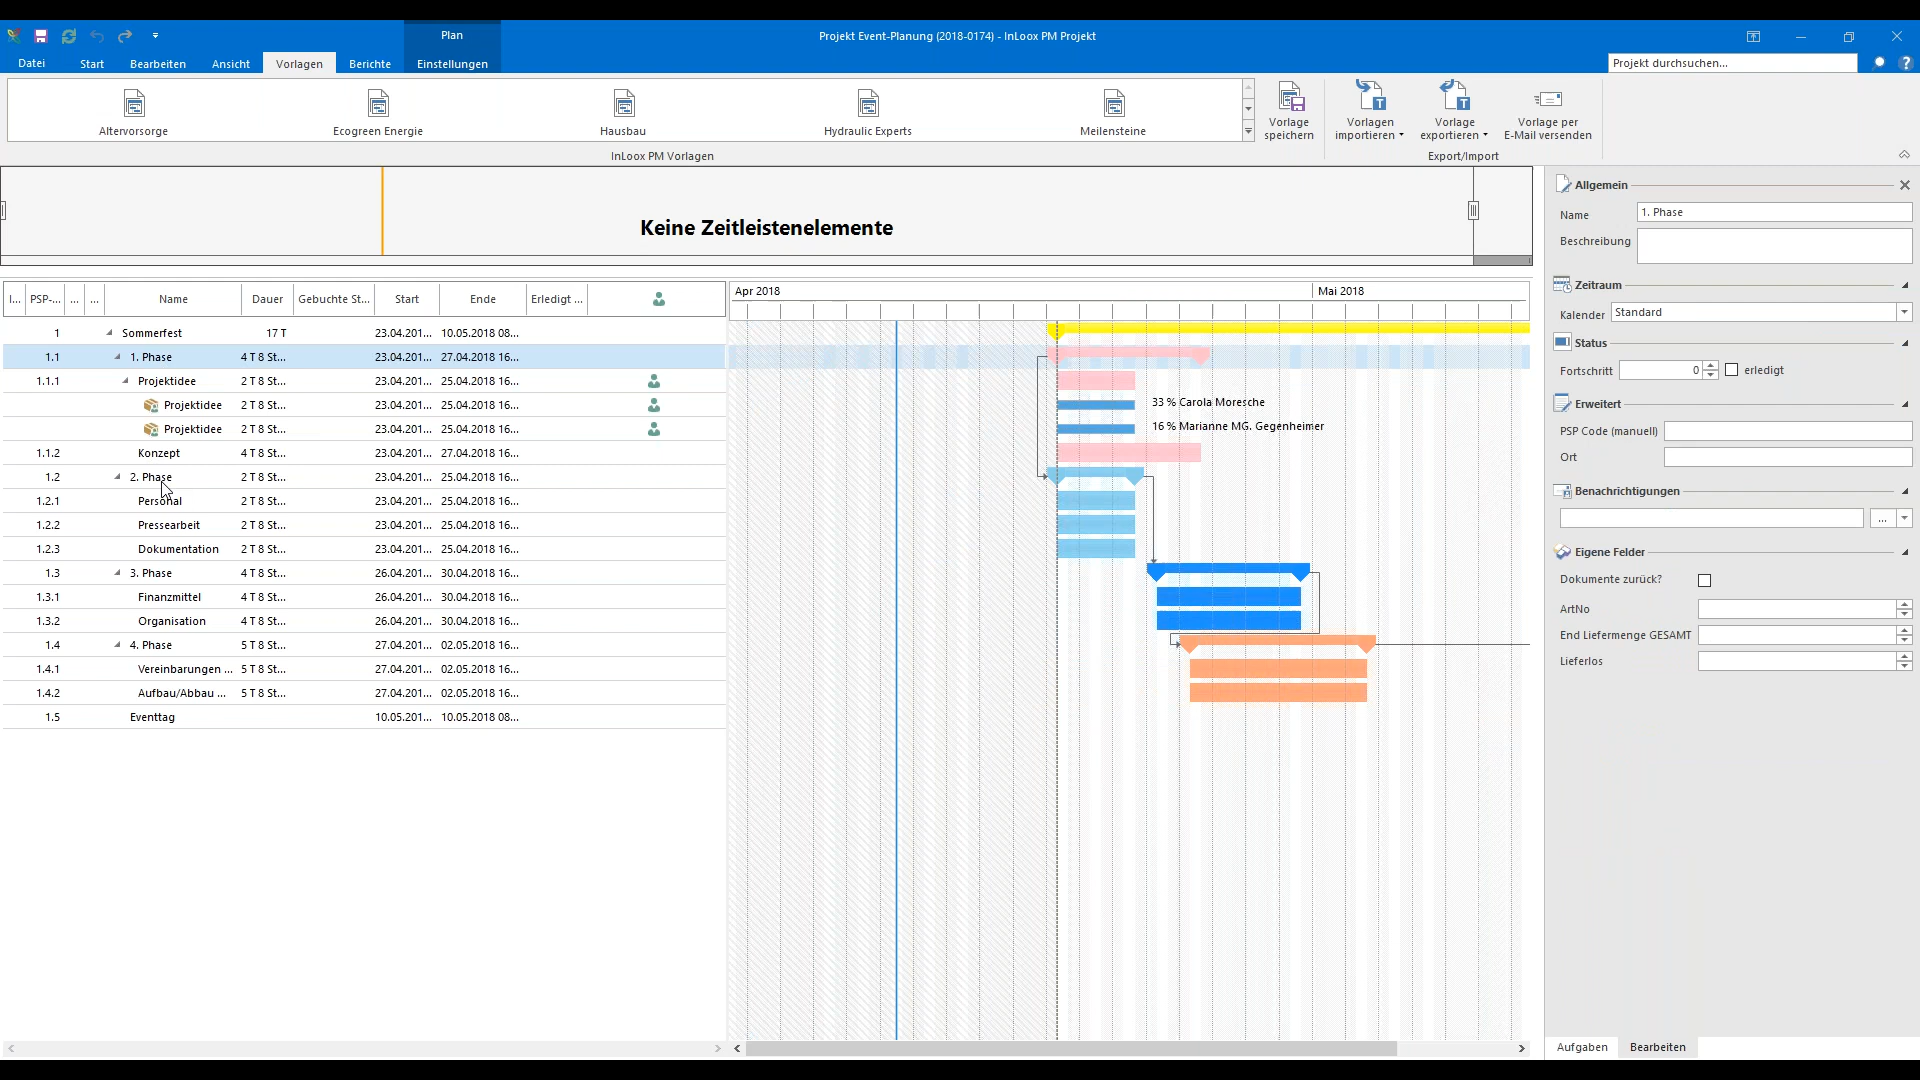 Plan
Projekt Event-Planung (2018-0174) - InLoox PM Projekt
Datei Start Bearbeiten Ansicht Vorlagen Berichte Einstellungen
Projekt durchsuchen...
Altervorsorge Ecogreen Energie Hausbau Hydraulic Experts Meilensteine
Vorlage speichern
Vorlagen importieren
Vorlage exportieren
Vorlage per E-Mail versenden
InLoox PM Vorlagen Export/Import
Keine Zeitleistenelemente
I... PSP-... ... ... Name Dauer Gebuchte St... Start Ende Erledigt ...
Apr 2018 Mai 2018
1 Sommerfest 17 T 23.04.201... 10.05.2018 08...
1.1 1. Phase 4 T 8 St... 23.04.201... 27.04.2018 16...
1.1.1 Projektidee 2 T 8 St... 23.04.201... 25.04.2018 16...
Projektidee 2 T 8 St... 23.04.201... 25.04.2018 16... 33 % Carola Moresche
Projektidee 2 T 8 St... 23.04.201... 25.04.2018 16... 16 % Marianne MG. Gegenheimer
1.1.2 Konzept 4 T 8 St... 23.04.201... 27.04.2018 16...
1.2 2. Phase 2 T 8 St... 23.04.201... 25.04.2018 16...
1.2.1 Personal 2 T 8 St... 23.04.201... 25.04.2018 16...
1.2.2 Pressearbeit 2 T 8 St... 23.04.201... 25.04.2018 16...
1.2.3 Dokumentation 2 T 8 St... 23.04.201... 25.04.2018 16...
1.3 3. Phase 4 T 8 St... 26.04.201... 30.04.2018 16...
1.3.1 Finanzmittel 4 T 8 St... 26.04.201... 30.04.2018 16...
1.3.2 Organisation 4 T 8 St... 26.04.201... 30.04.2018 16...
1.4 4. Phase 5 T 8 St... 27.04.201... 02.05.2018 16...
1.4.1 Vereinbarungen ... 5 T 8 St... 27.04.201... 02.05.2018 16...
1.4.2 Aufbau/Abbau ... 5 T 8 St... 27.04.201... 02.05.2018 16...
1.5 Eventtag 10.05.201... 10.05.2018 08...
Allgemein
Name 1. Phase
Beschreibung
Zeitraum
Kalender Standard
Status
Fortschritt 0 erledigt
Erweitert
PSP Code (manuell)
Ort
Benachrichtigungen
...
Eigene Felder
Dokumente zurück?
ArtNo
End Liefermenge GESAMT
Lieferlos
Aufgaben Bearbeiten